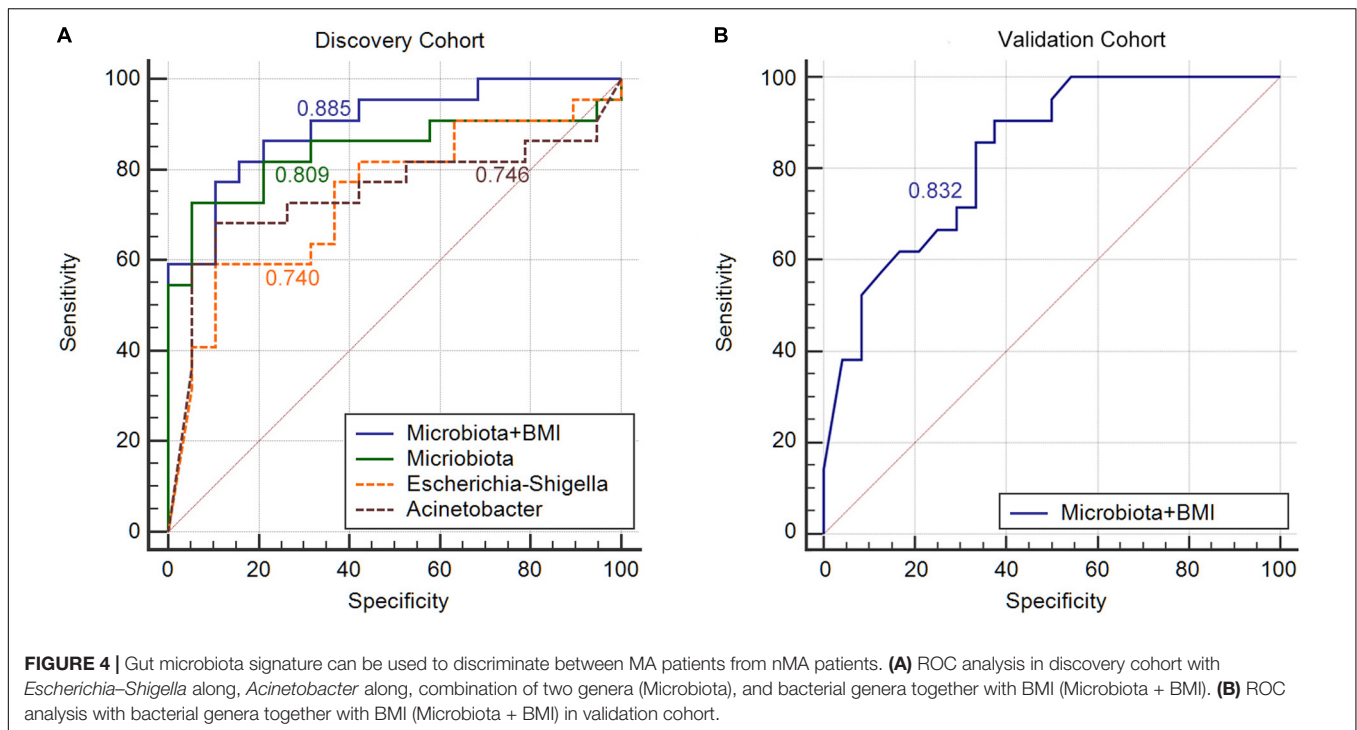 A
Discovery Cohort
100
80
60
40
20
0
Sensitivity
0.885
0.809
0.746
0.740
Microbiota+BMI
Micriobiota
Escherichia-Shigella
Acinetobacter
0 20 40 60 80 100
Specificity
B
Validation Cohort
100
80
60
40
20
0
Sensitivity
0.832
Microbiota+BMI
0 20 40 60 80 100
Specificity
FIGURE 4 | Gut microbiota signature can be used to discriminate between MA patients from nMA patients. (A) ROC analysis in discovery cohort with
Escherichia–Shigella along, Acinetobacter along, combination of two genera (Microbiota), and bacterial genera together with BMI (Microbiota + BMI). (B) ROC
analysis with bacterial genera together with BMI (Microbiota + BMI) in validation cohort.